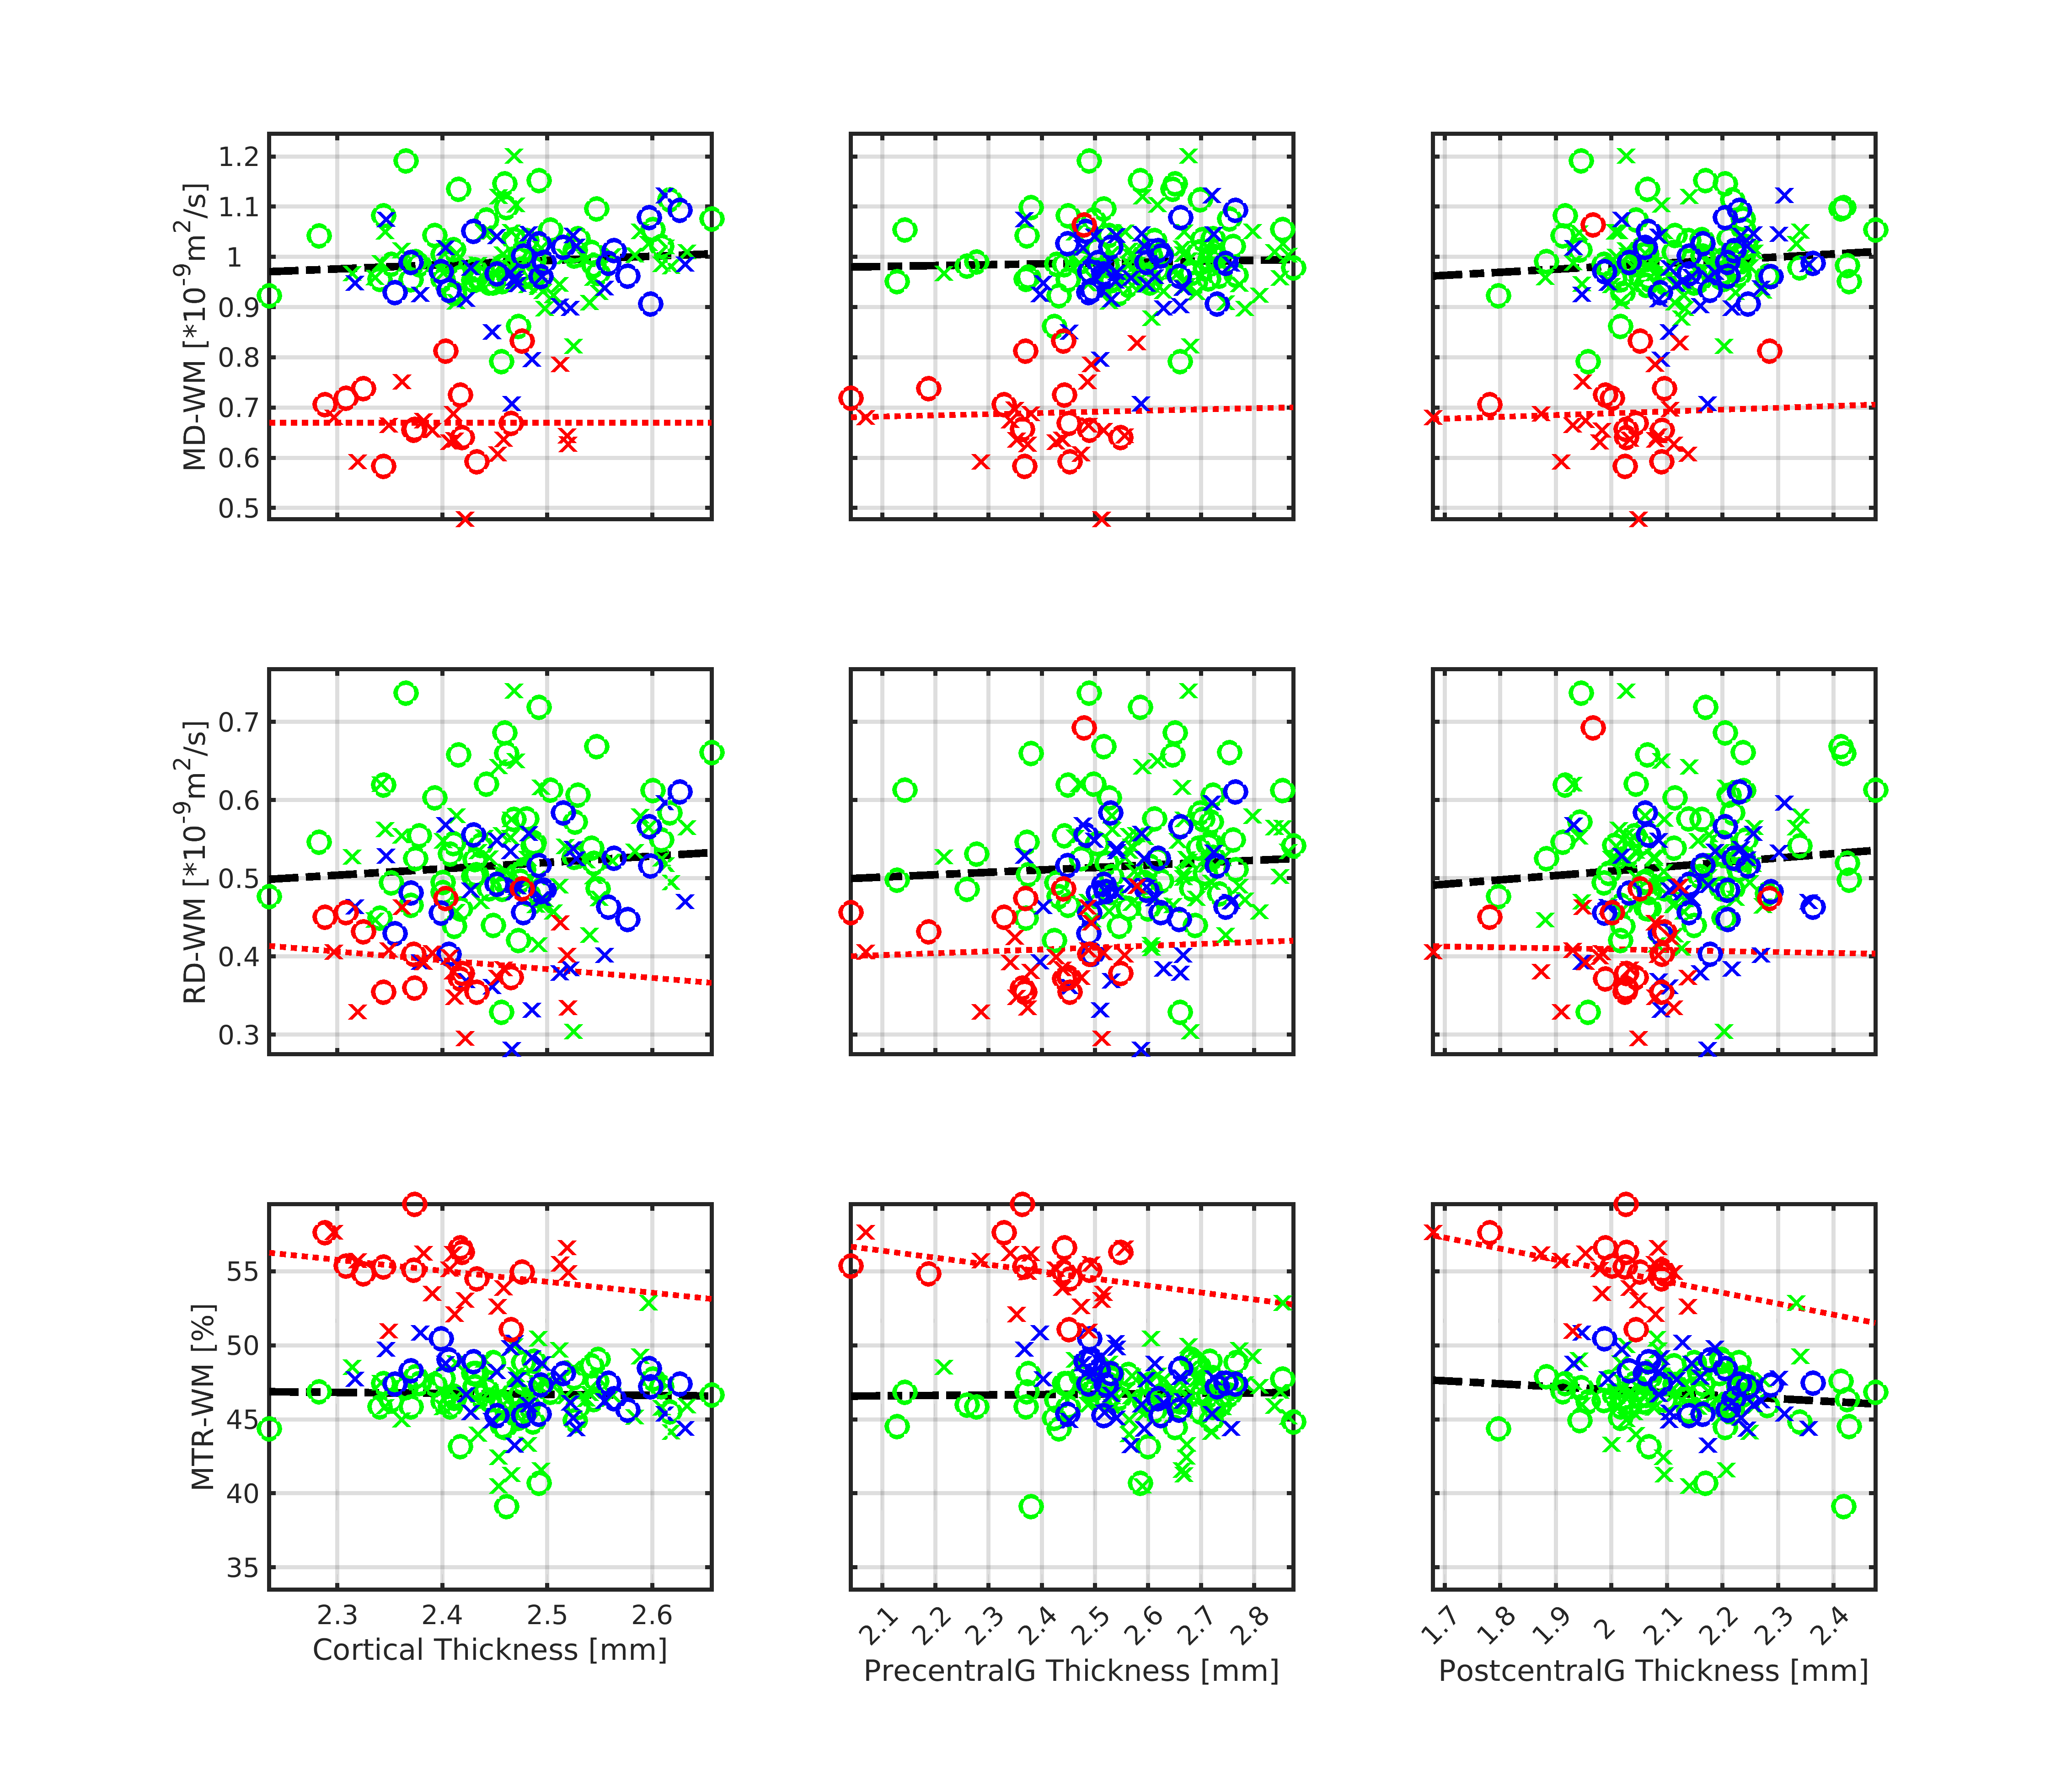 MD-WM [*10-9m2/s]
1.2
1.1
1
0.9
0.8
0.7
0.6
0.5
RD-WM [*10-9m2/s]
0.7
0.6
0.5
0.4
0.3
MTR-WM [%]
55
50
45
40
35
2.3 2.4 2.5 2.6
Cortical Thickness [mm]
2.1 2.2 2.3 2.4 2.5 2.6 2.7 2.8
PrecentralG Thickness [mm]
1.7 1.8 1.9 2 2.1 2.2 2.3 2.4
PostcentralG Thickness [mm]